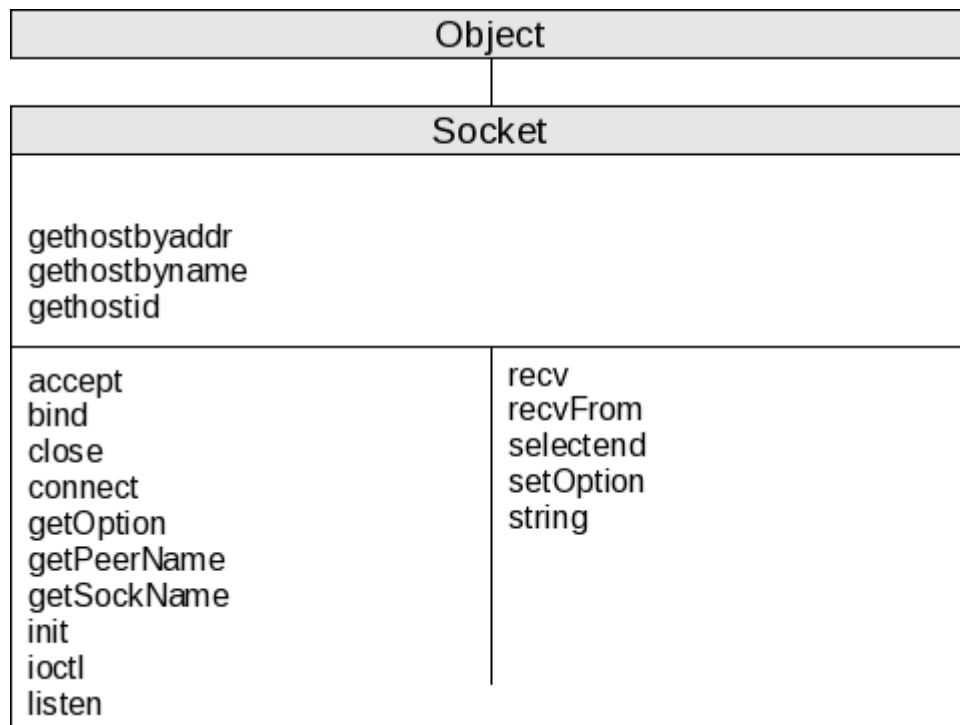 Object
Socket
gethostbyaddr
gethostbyname
gethostid
accept
bind
close
connect
getOption
getPeerName
getSockName
init
ioctl
listen
recv
recvFrom
selectend
setOption
string